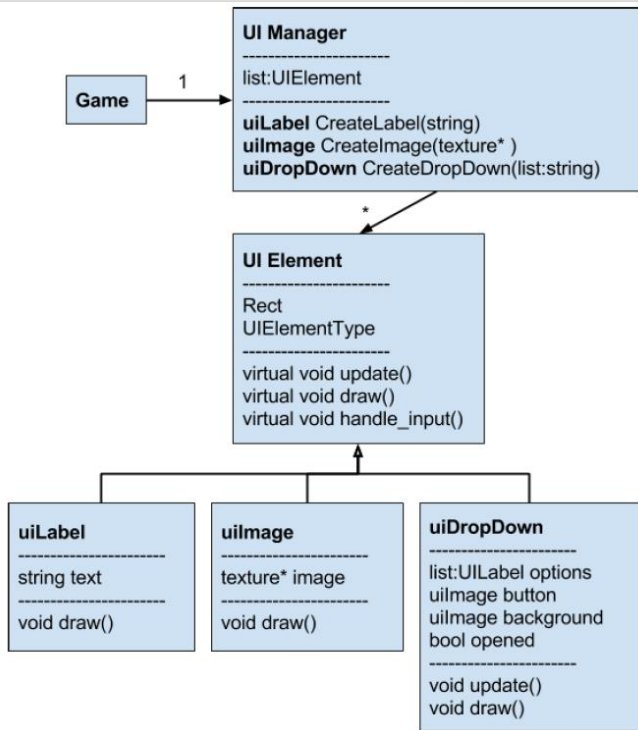 UI Manager
-----------------------
list:UIElement
-----------------------
uiLabel CreateLabel(string)
uiImage CreateImage(texture* )
uiDropDown CreateDropDown(list:string)
Game
1
*
UI Element
-----------------------
Rect
UIElementType
-----------------------
virtual void update()
virtual void draw()
virtual void handle_input()
uiLabel
-----------------------
string text
-----------------------
void draw()
uiImage
-----------------------
texture* image
-----------------------
void draw()
uiDropDown
-----------------------
list:UILabel options
uiImage button
uiImage background
bool opened
-----------------------
void update()
void draw()